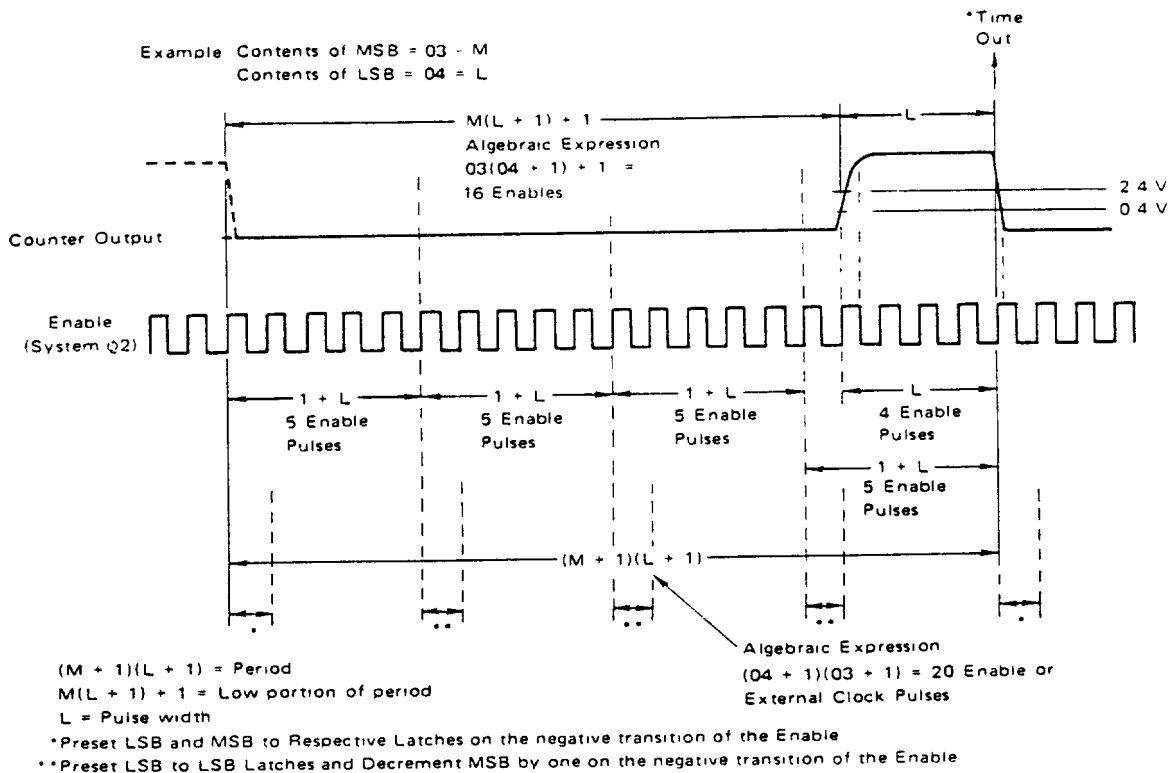 *Time
Out
Example Contents of MSB = 03 - M
Contents of LSB = 04 = L
M(L + 1) + 1
L
Algebraic Expression
03(04 + 1) + 1 =
16 Enables
2 4 V
0 4 V
Counter Output
Enable
(System Q2)
1 + L
5 Enable
Pulses
1 + L
5 Enable
Pulses
1 + L
5 Enable
Pulses
L
4 Enable
Pulses
1 + L
5 Enable
Pulses
(M + 1)(L + 1)
* ** ** ** *
Algebraic Expression
(04 + 1)(03 + 1) = 20 Enable or
External Clock Pulses
(M + 1)(L + 1) = Period
M(L + 1) + 1 = Low portion of period
L = Pulse width
*Preset LSB and MSB to Respective Latches on the negative transition of the Enable
**Preset LSB to LSB Latches and Decrement MSB by one on the negative transition of the Enable